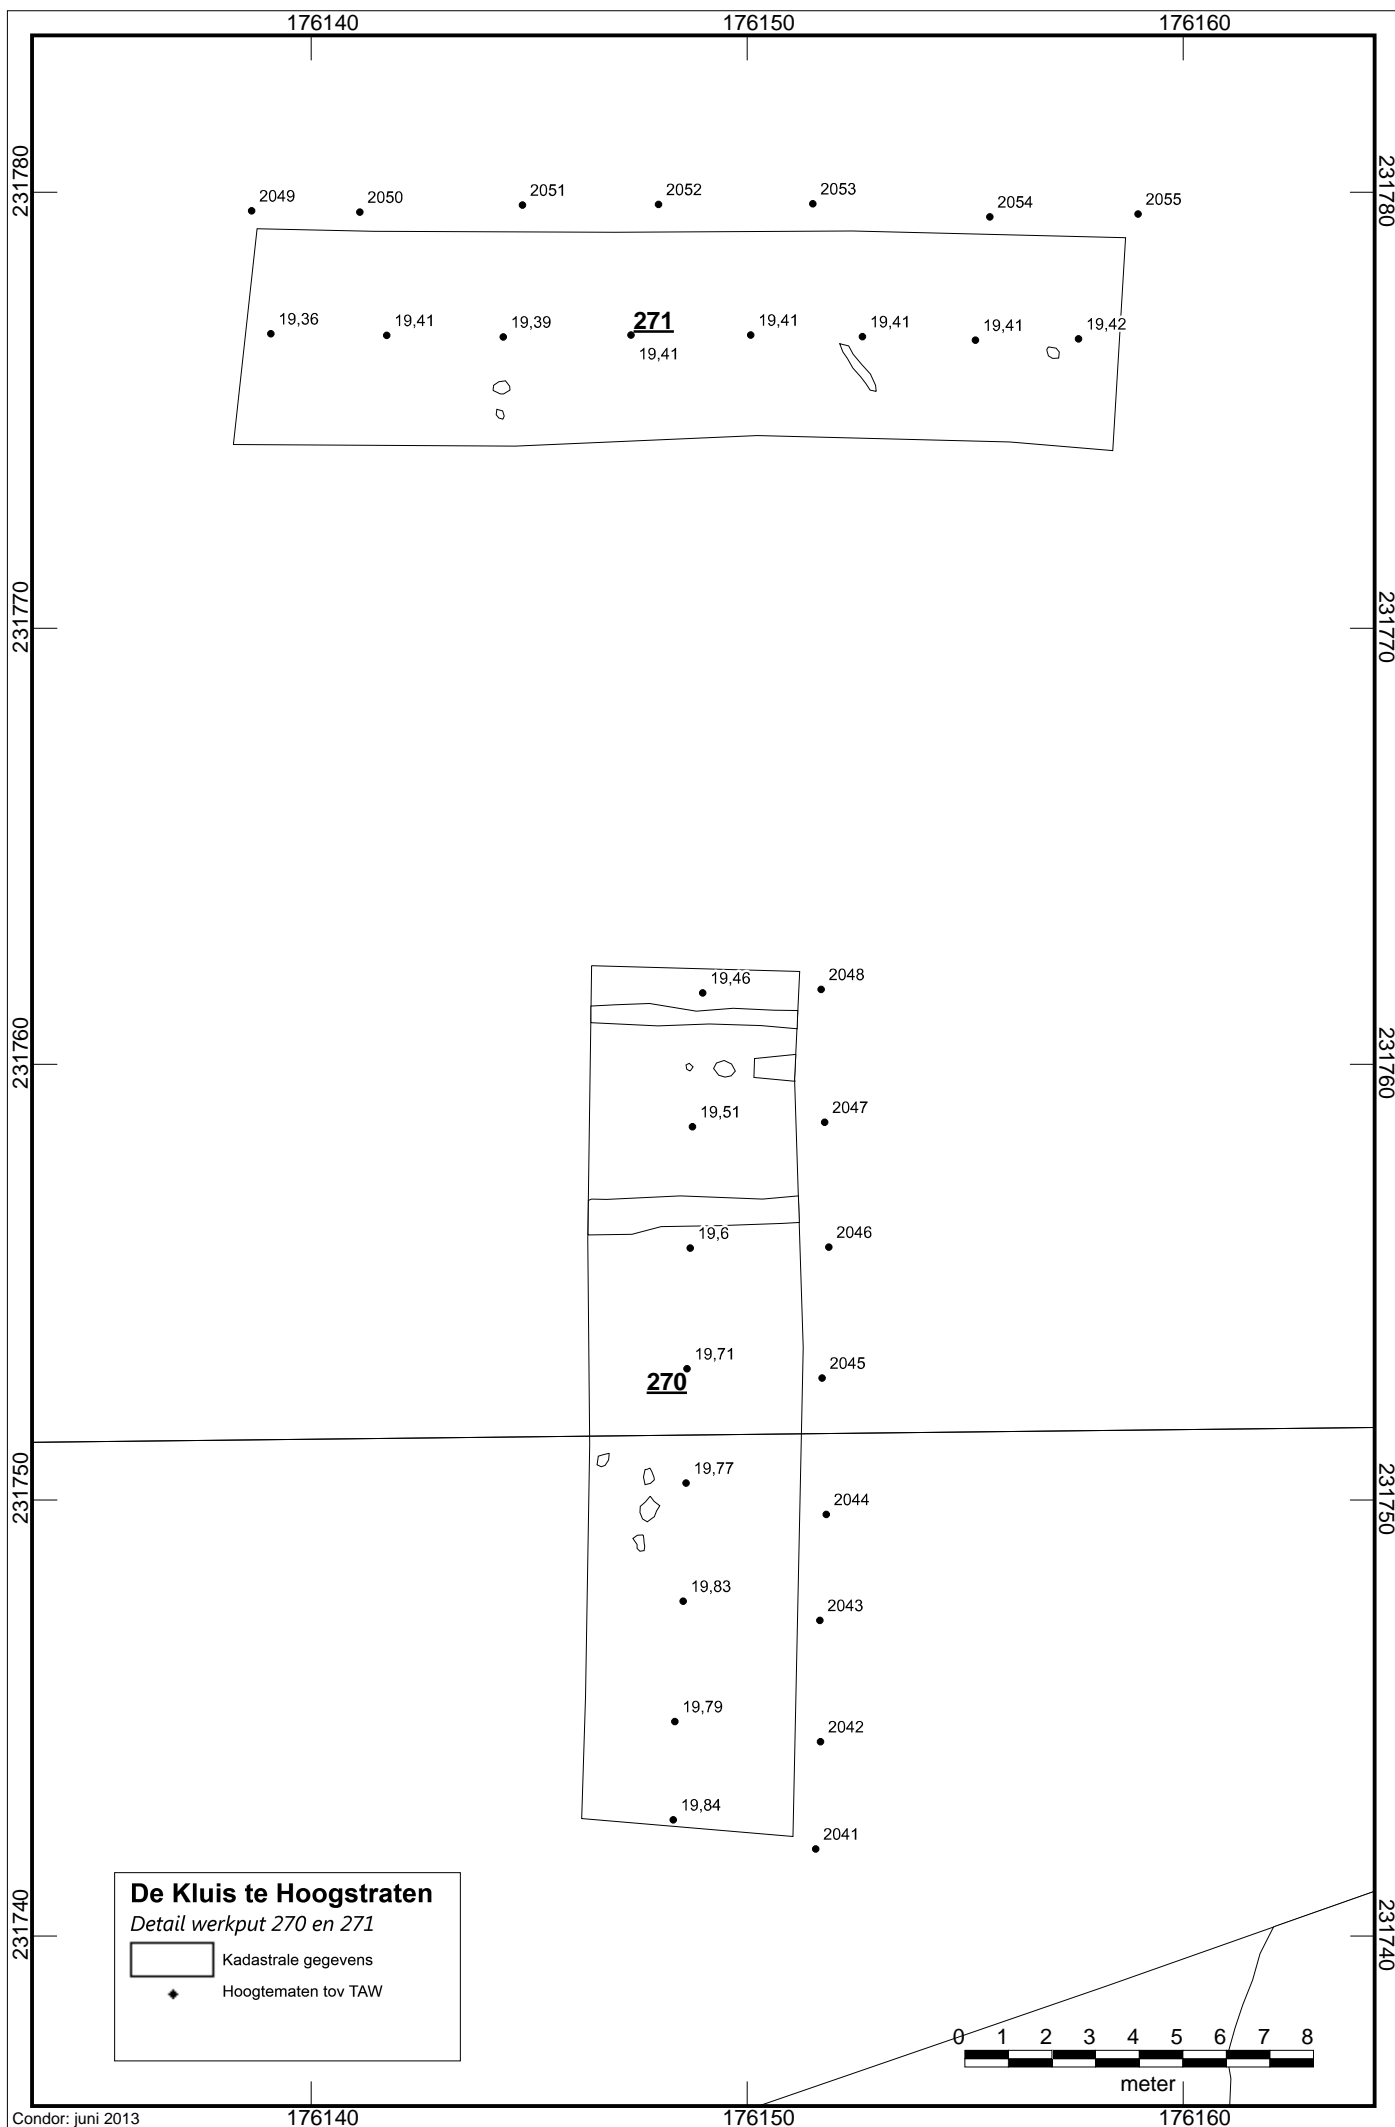 176140 176150 176160
231780 231780
2049 2050 2051 2052 2053 2054 2055
19,36 19,41 19,39 271 19,41 19,41 19,41 19,42
19,41
231770 231770
19,46 2048
231760 231760
19,51 2047
19,6 2046
19,71 2045
270
19,77
231750 2044 231750
19,83 2043
19,79 2042
19,84
2041
De Kluis te Hoogstraten
Detail werkput 270 en 271
Kadastrale gegevens
Hoogtematen tov TAW
231740 231740
0 1 2 3 4 5 6 7 8
meter
Condor: juni 2013
176140 176150 176160